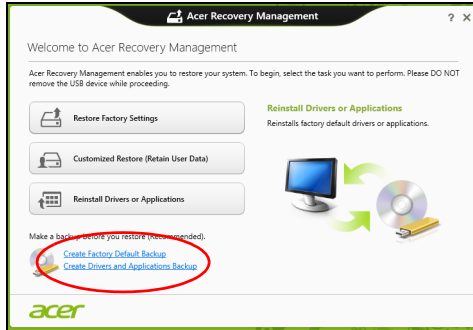 Acer Recovery Management
? X
Welcome to Acer Recovery Management
Acer Recovery Management enables you to restore your system. To begin, select the task you want to perform. Please DO NOT
remove the USB device while proceeding.
Restore Factory Settings
Customized Restore (Retain User Data)
Reinstall Drivers or Applications
Reinstall Drivers or Applications
Reinstalls factory default drivers or applications.
Make a backup before you restore (Recommended).
Create Factory Default Backup
Create Drivers and Applications Backup
acer